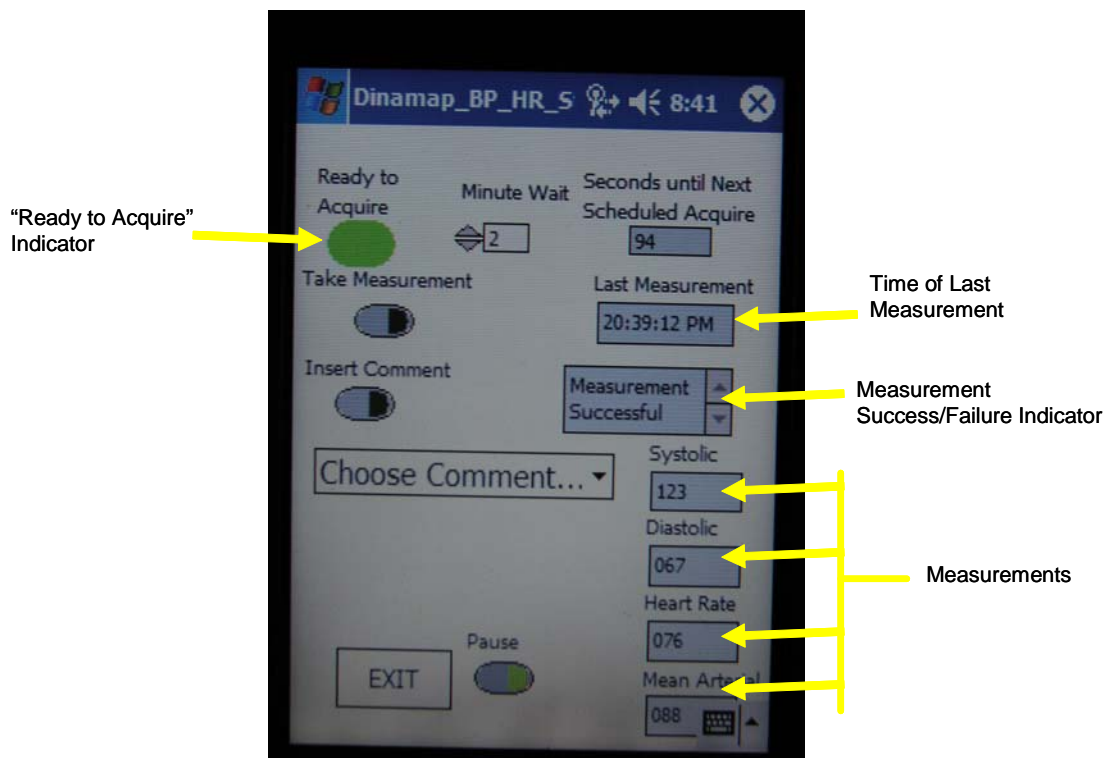 Dinamap_BP_HR_S 8:41
Ready to
Acquire
Minute Wait
2
Seconds until Next
Scheduled Acquire
94
"Ready to Acquire"
Indicator
Take Measurement
Last Measurement
20:39:12 PM
Time of Last
Measurement
Insert Comment
Measurement
Successful
Measurement
Success/Failure Indicator
Choose Comment...
Systolic
123
Diastolic
067
Measurements
Heart Rate
076
Pause
EXIT
Mean Arterial
088